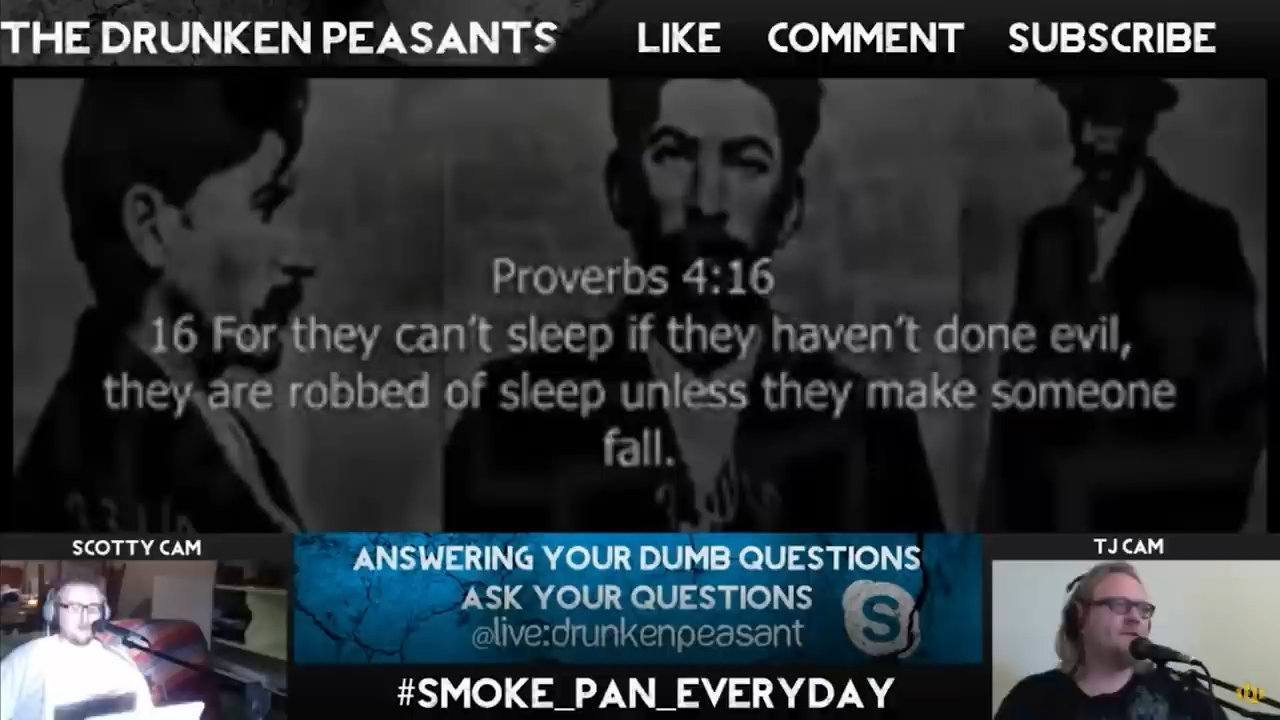 THE DRUNKEN PEASANTS LIKE COMMENT SUBSCRIBE
Proverbs 4:16
16 For they can't sleep if they haven't done evil,
they are robbed of sleep unless they make someone
fall.
SCOTTY CAM
ANSWERING YOUR DUMB QUESTIONS
ASK YOUR QUESTIONS
@live:drunkenpeasant
S
TJ CAM
#SMOKE_PAN_EVERYDAY